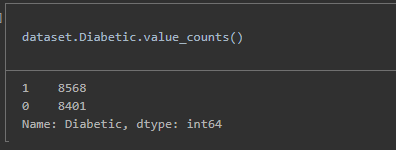 dataset.Diabetic.value_counts()
1    8568
0    8401
Name: Diabetic, dtype: int64